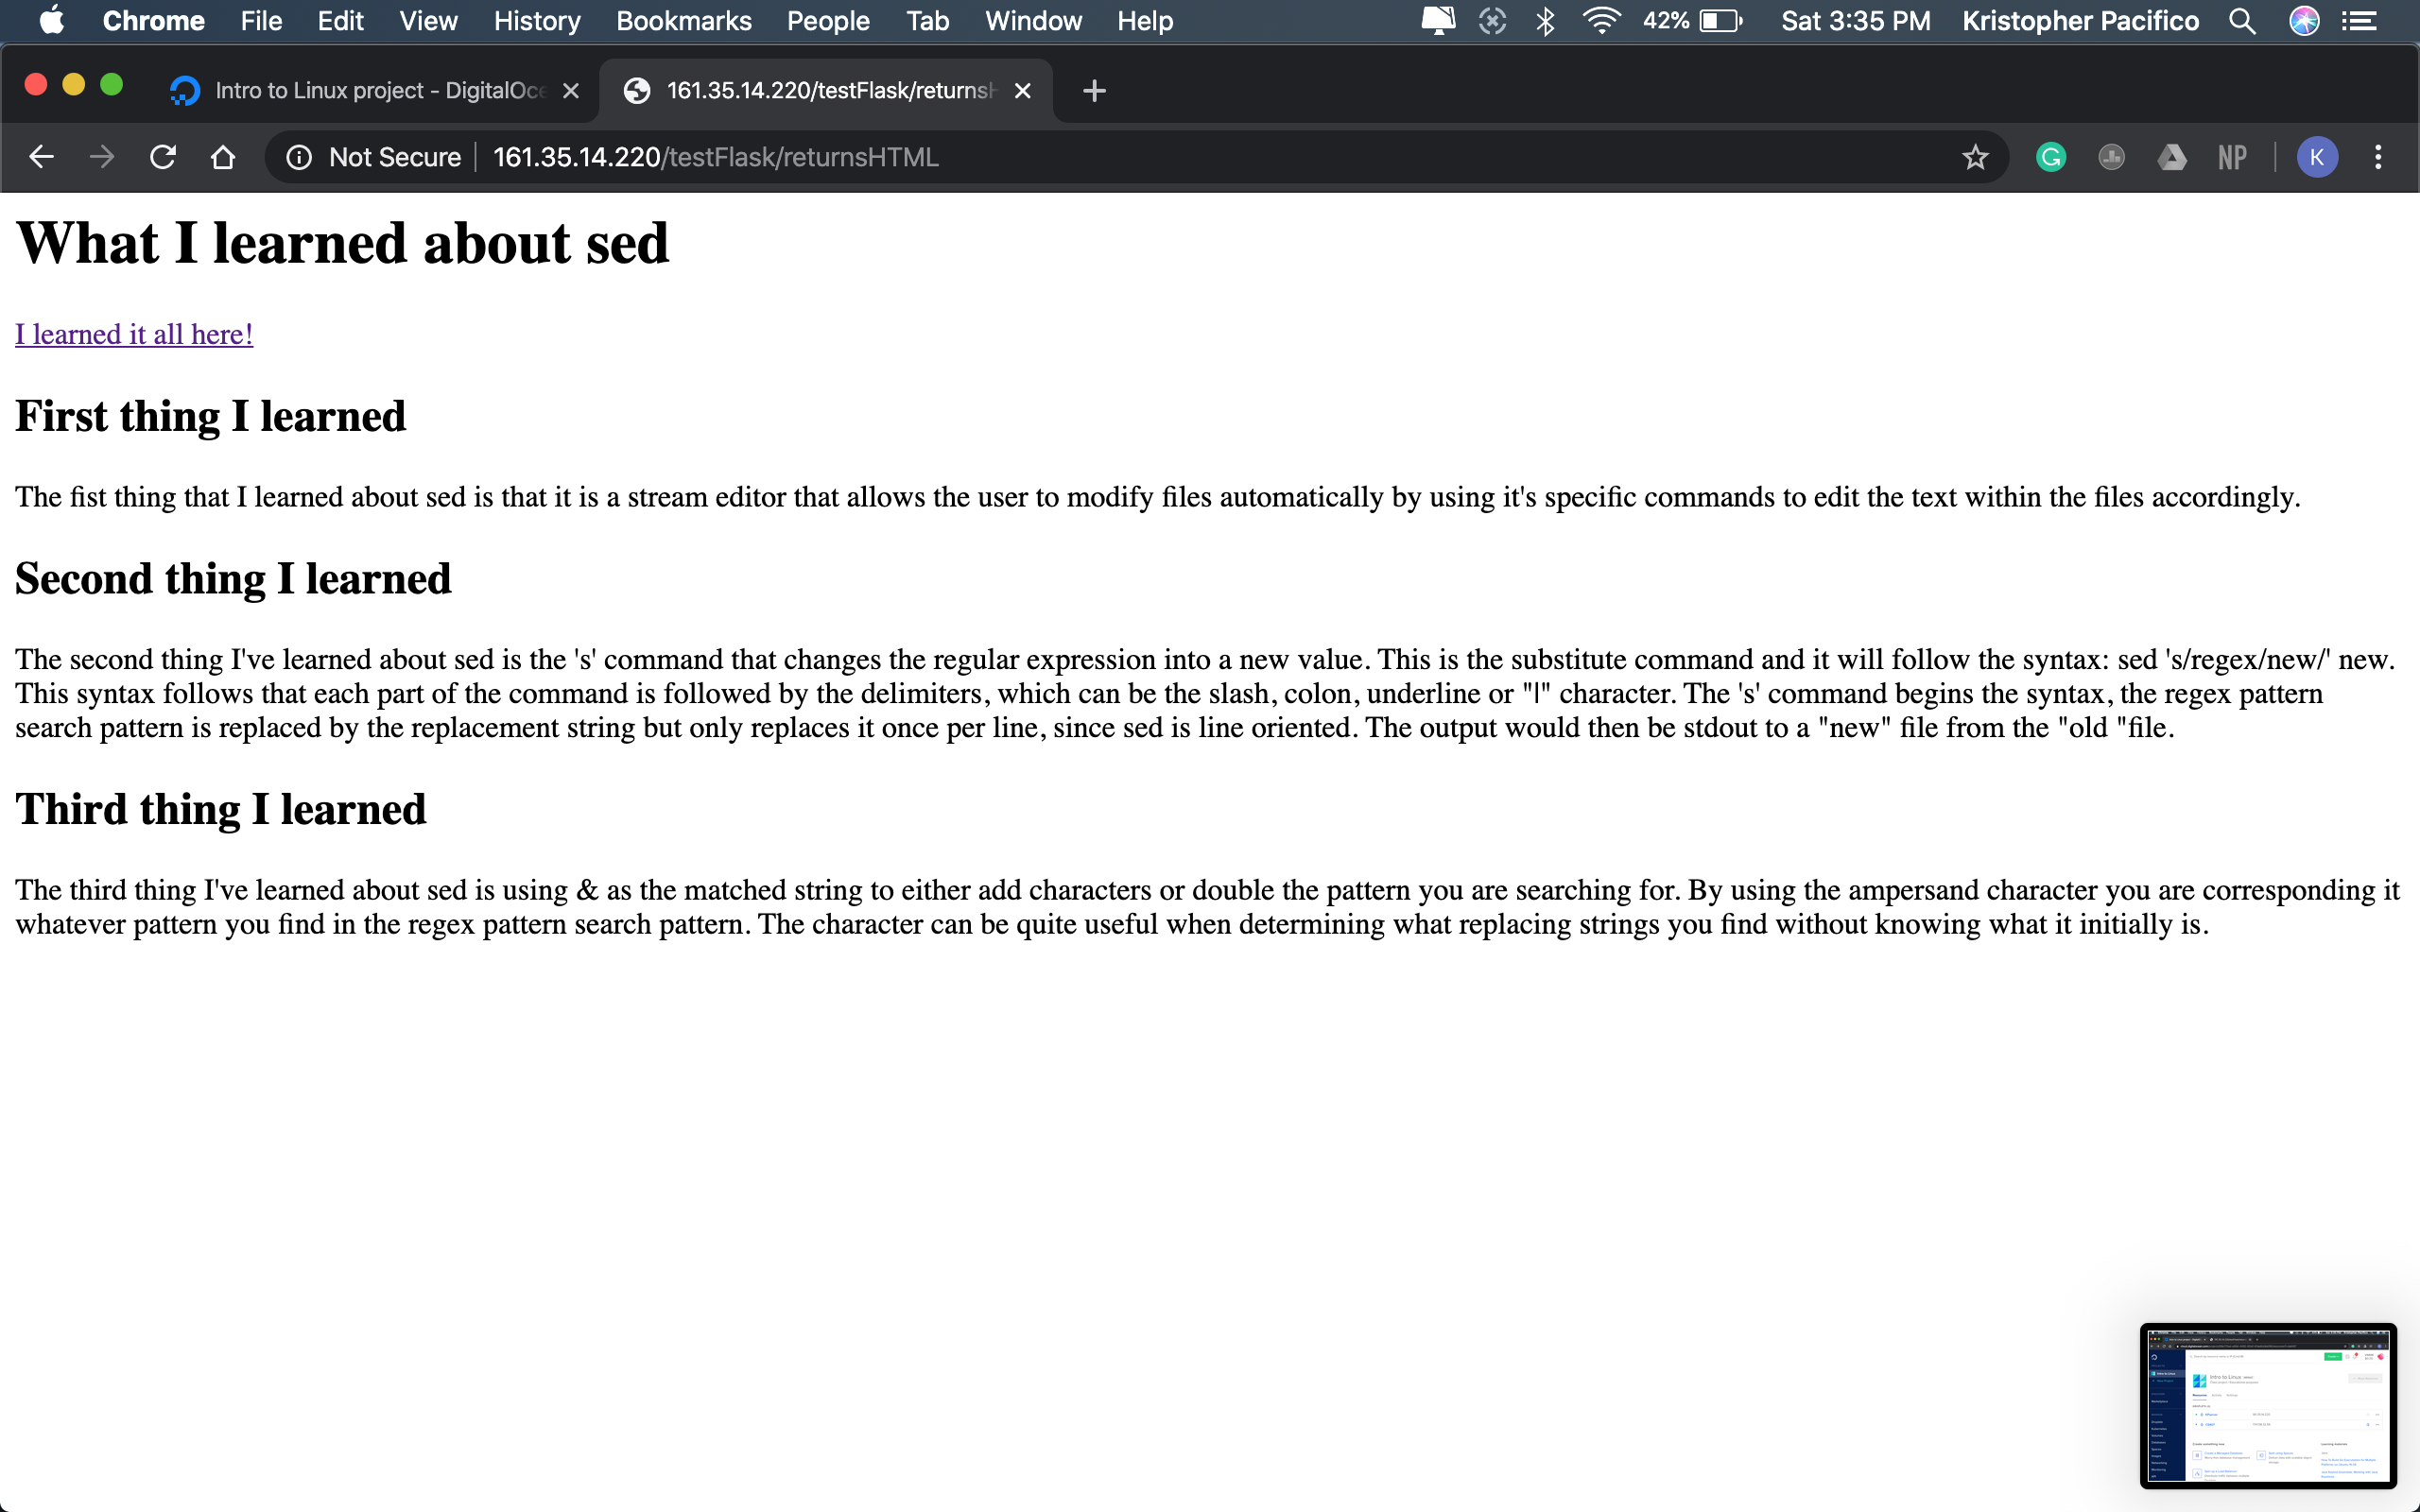 Chrome File Edit View History Bookmarks People Tab Window Help 42% Sat 3:35 PM Kristopher Pacifico
Intro to Linux project - DigitalOce 161.35.14.220/testFlask/returnsH
Not Secure 161.35.14.220/testFlask/returnsHTML G NP K
What I learned about sed
I learned it all here!
First thing I learned
The fist thing that I learned about sed is that it is a stream editor that allows the user to modify files automatically by using it's specific commands to edit the text within the files accordingly.
Second thing I learned
The second thing I've learned about sed is the 's' command that changes the regular expression into a new value. This is the substitute command and it will follow the syntax: sed 's/regex/new/' new.
This syntax follows that each part of the command is followed by the delimiters, which can be the slash, colon, underline or "|" character. The 's' command begins the syntax, the regex pattern
search pattern is replaced by the replacement string but only replaces it once per line, since sed is line oriented. The output would then be stdout to a "new" file from the "old "file.
Third thing I learned
The third thing I've learned about sed is using & as the matched string to either add characters or double the pattern you are searching for. By using the ampersand character you are corresponding it
whatever pattern you find in the regex pattern search pattern. The character can be quite useful when determining what replacing strings you find without knowing what it initially is.
Intro to Linux